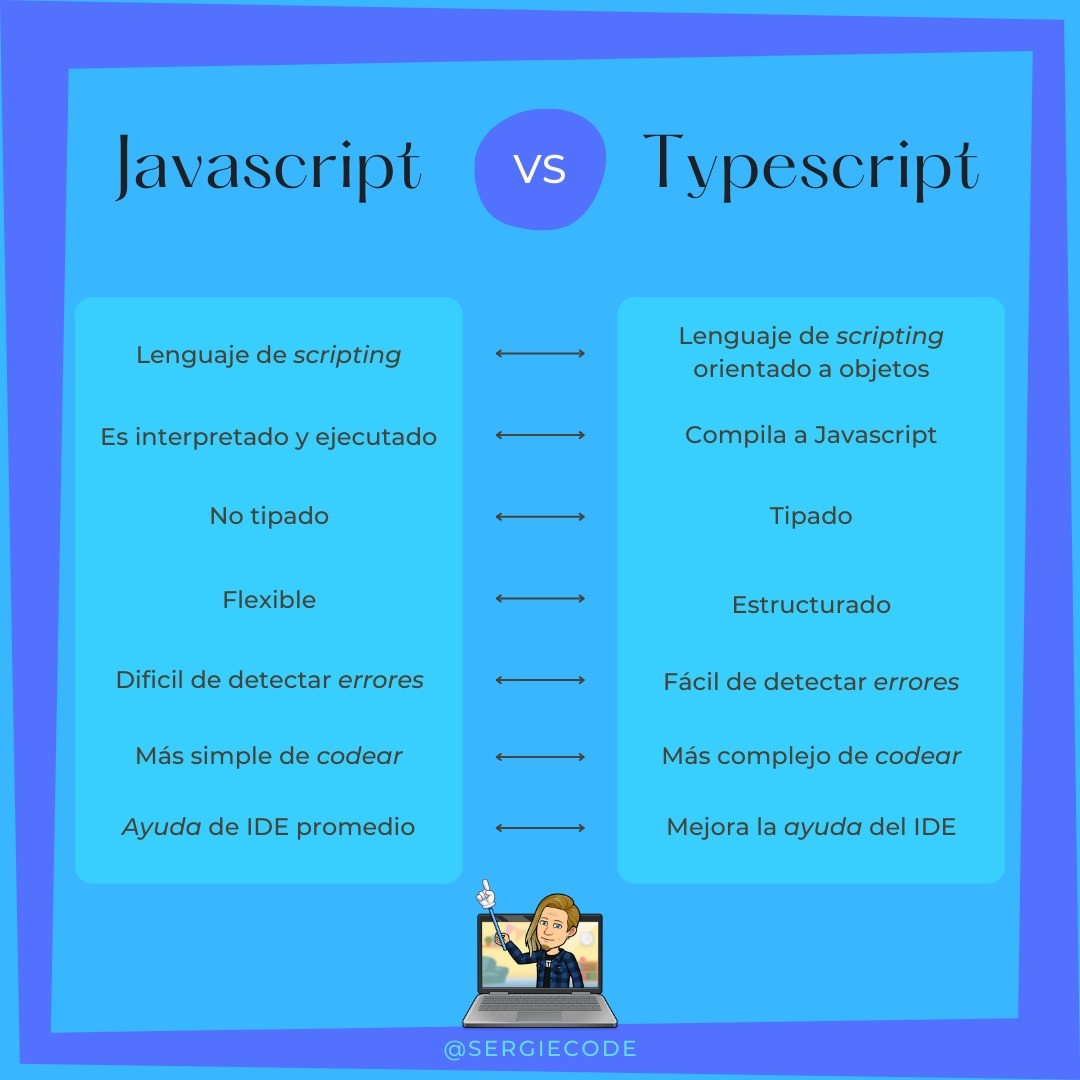 Javascript
VS
Typescript
Lenguaje de scripting
Lenguaje de scripting
orientado a objetos
Es interpretado y ejecutado
Compila a Javascript
No tipado
Tipado
Flexible
Estructurado
Dificil de detectar errores
Fácil de detectar errores
Más simple de codear
Más complejo de codear
Ayuda de IDE promedio
Mejora la ayuda del IDE
@SERGIECODE